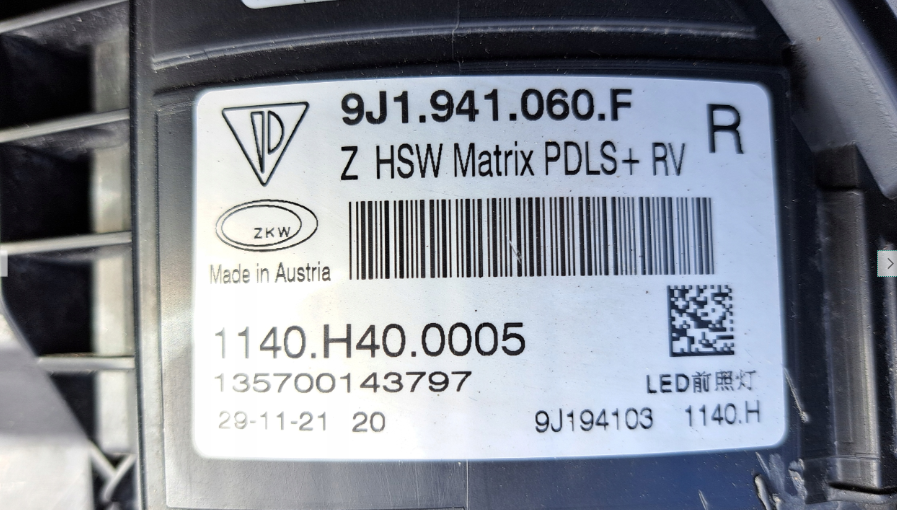 9J1.941.060.F
R
Z HSW Matrix PDLS+ RV
ZKW
Made in Austria
1140.H40.0005
135700143797
LED前照灯
29-11-21 20
9J194103 1140.H